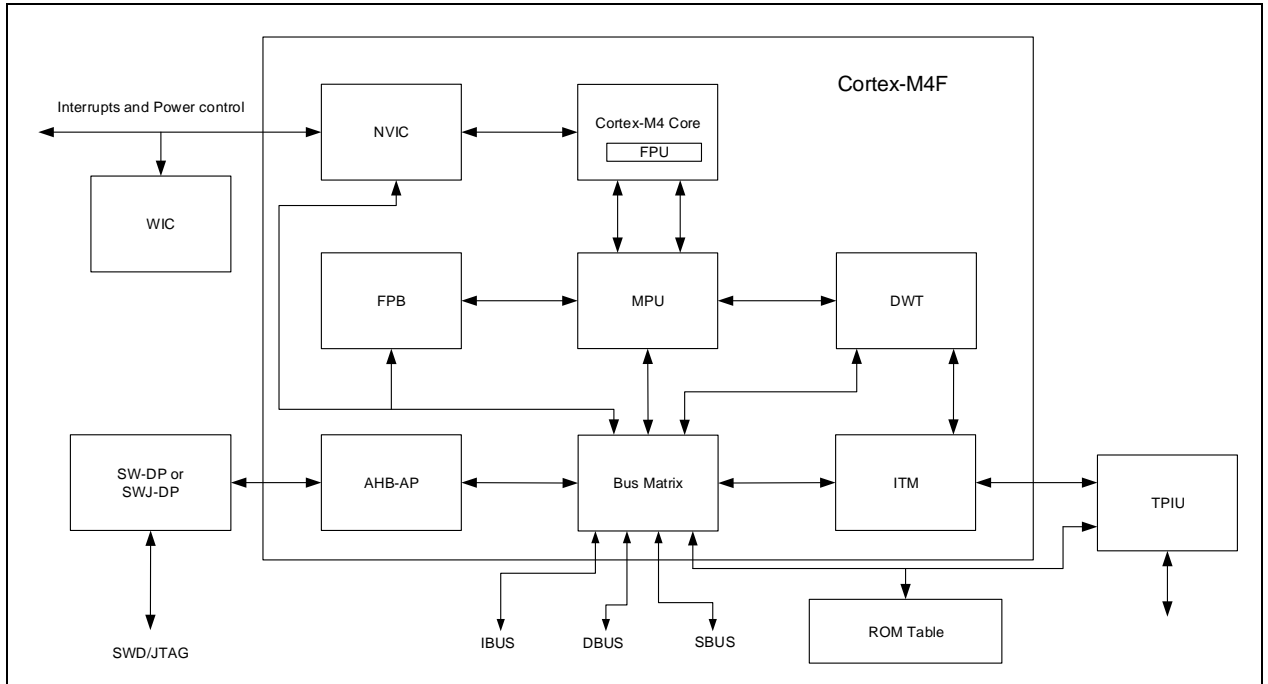 Cortex-M4F
Interrupts and Power control
NVIC
Cortex-M4 Core
FPU
WIC
FPB
MPU
DWT
SW-DP or
SWJ-DP
AHB-AP
Bus Matrix
ITM
TPIU
IBUS
DBUS
SBUS
ROM Table
SWD/JTAG